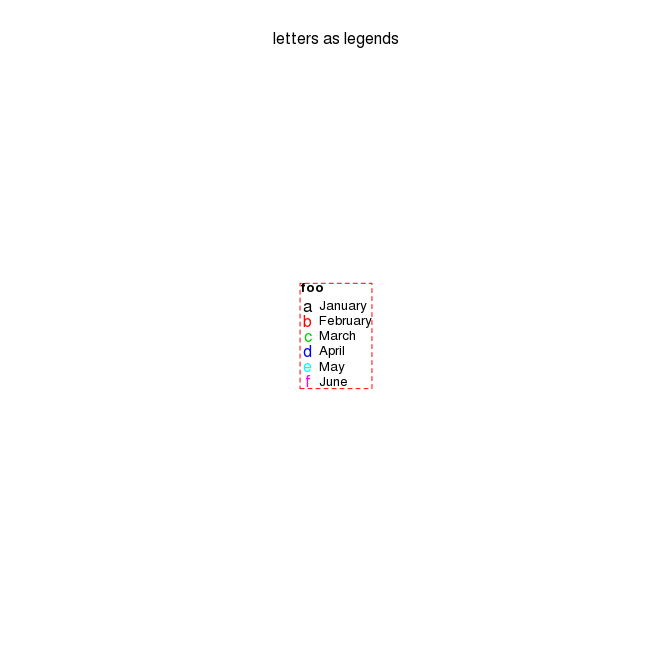 letters as legends
foo
a January
b February
c March
d April
e May
f June